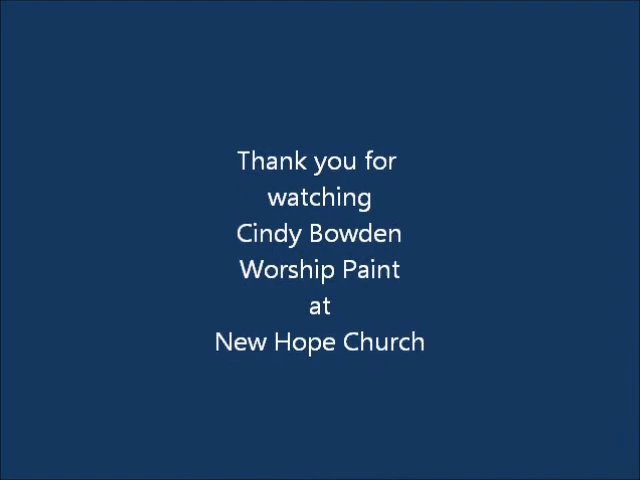 Thank you for
watching
Cindy Bowden
Worship Paint
at
New Hope Church